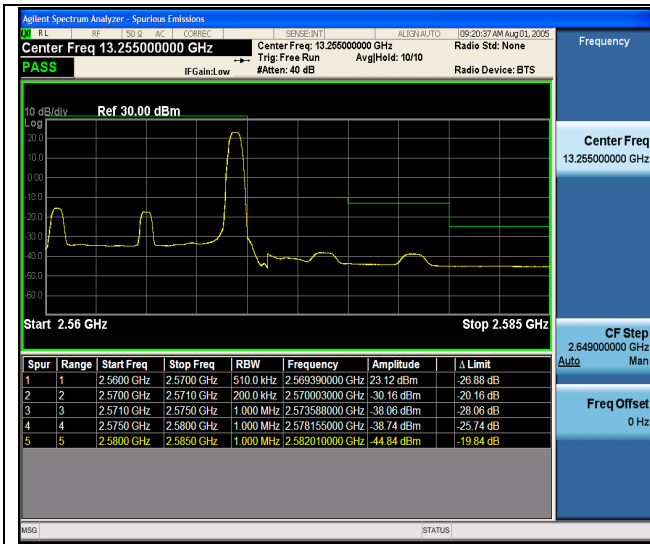 Agilent Spectrum Analyzer - Spurious Emissions
RL RF 50 Ω AC CORREC SENSE:INT ALIGNAUTO 09:20:37 AM Aug 01, 2005
Center Freq 13.255000000 GHz
Center Freq: 13.255000000 GHz
Radio Std: None
Trig: Free Run Avg|Hold: 10/10
PASS
IFGain:Low
#Atten: 40 dB
Radio Device: BTS
Frequency
10 dB/div Ref 30.00 dBm
Log
20.0
10.0
0.00
-10.0
-20.0
-30.0
-40.0
-50.0
-60.0
Start 2.56 GHz Stop 2.585 GHz
Center Freq
13.255000000 GHz
CF Step
2.649000000 GHz
Auto Man
Freq Offset
0 Hz
Spur Range Start Freq Stop Freq RBW Frequency Amplitude Δ Limit
1 1 2.5600 GHz 2.5700 GHz 510.0 kHz 2.569390000 GHz 23.12 dBm -26.88 dB
2 2 2.5700 GHz 2.5710 GHz 200.0 kHz 2.570003000 GHz -30.16 dBm -20.16 dB
3 3 2.5710 GHz 2.5750 GHz 1.000 MHz 2.573588000 GHz -38.06 dBm -28.06 dB
4 4 2.5750 GHz 2.5800 GHz 1.000 MHz 2.578155000 GHz -38.74 dBm -25.74 dB
5 5 2.5800 GHz 2.5850 GHz 1.000 MHz 2.582010000 GHz -44.84 dBm -19.84 dB
MSG STATUS